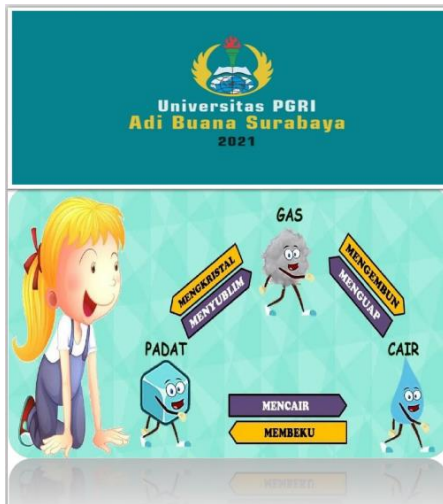 Universitas PGRI
Adi Buana Surabaya
2021
GAS
MENGKRISTAL
MENYUBLIM
MENGEMBUN
MENGUAP
PADAT
CAIR
MENCAIR
MEMBEKU